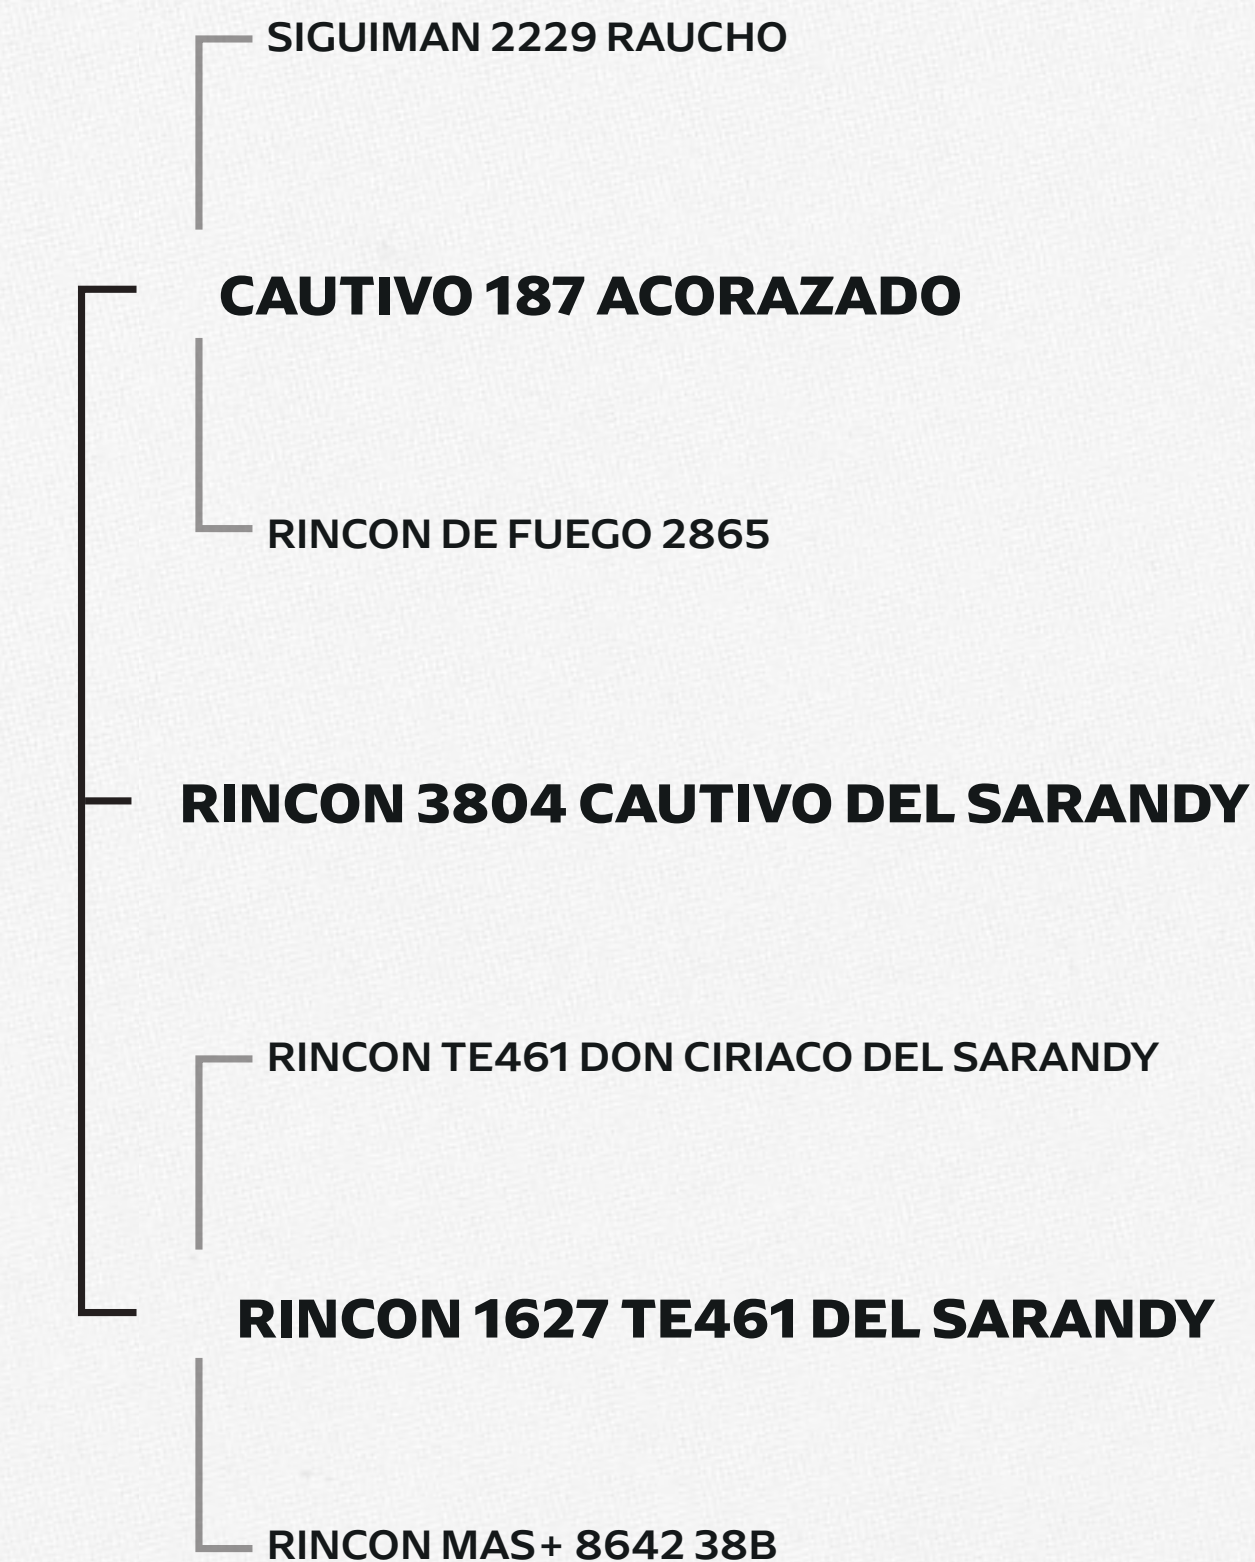 SIGUIMAN 2229 RAUCHO
CAUTIVO 187 ACORAZADO
RINCON DE FUEGO 2865
RINCON 3804 CAUTIVO DEL SARANDY
RINCON TE461 DON CIRIACO DEL SARANDY
RINCON 1627 TE461 DEL SARANDY
RINCON MAS+ 8642 38B